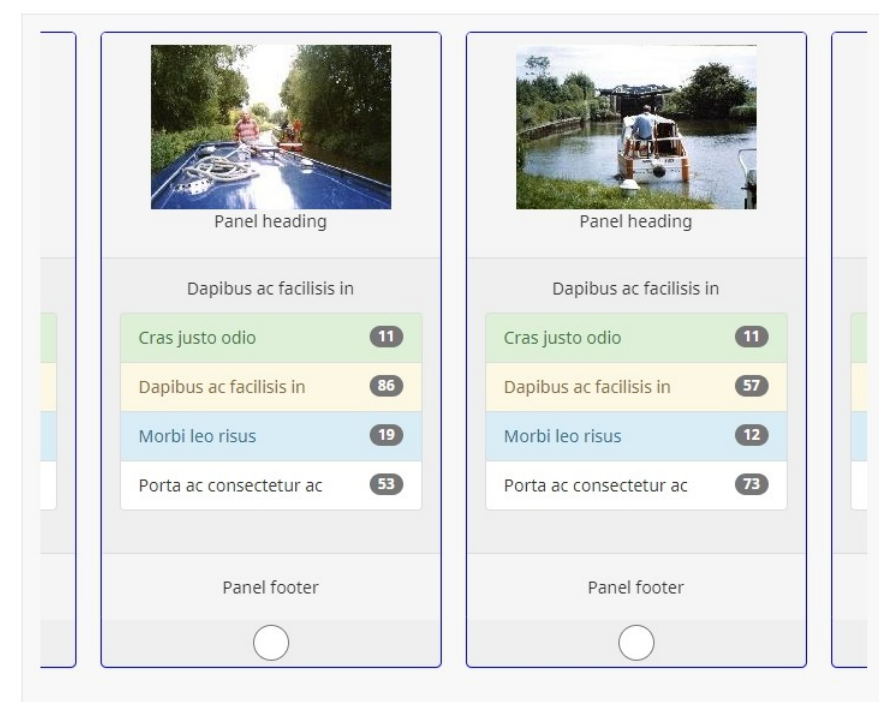 Panel heading
Dapibus ac facilisis in
Cras justo odio 11
Dapibus ac facilisis in 86
Morbi leo risus 19
Porta ac consectetur ac 53
Panel footer
Panel heading
Dapibus ac facilisis in
Cras justo odio 11
Dapibus ac facilisis in 57
Morbi leo risus 12
Porta ac consectetur ac 73
Panel footer